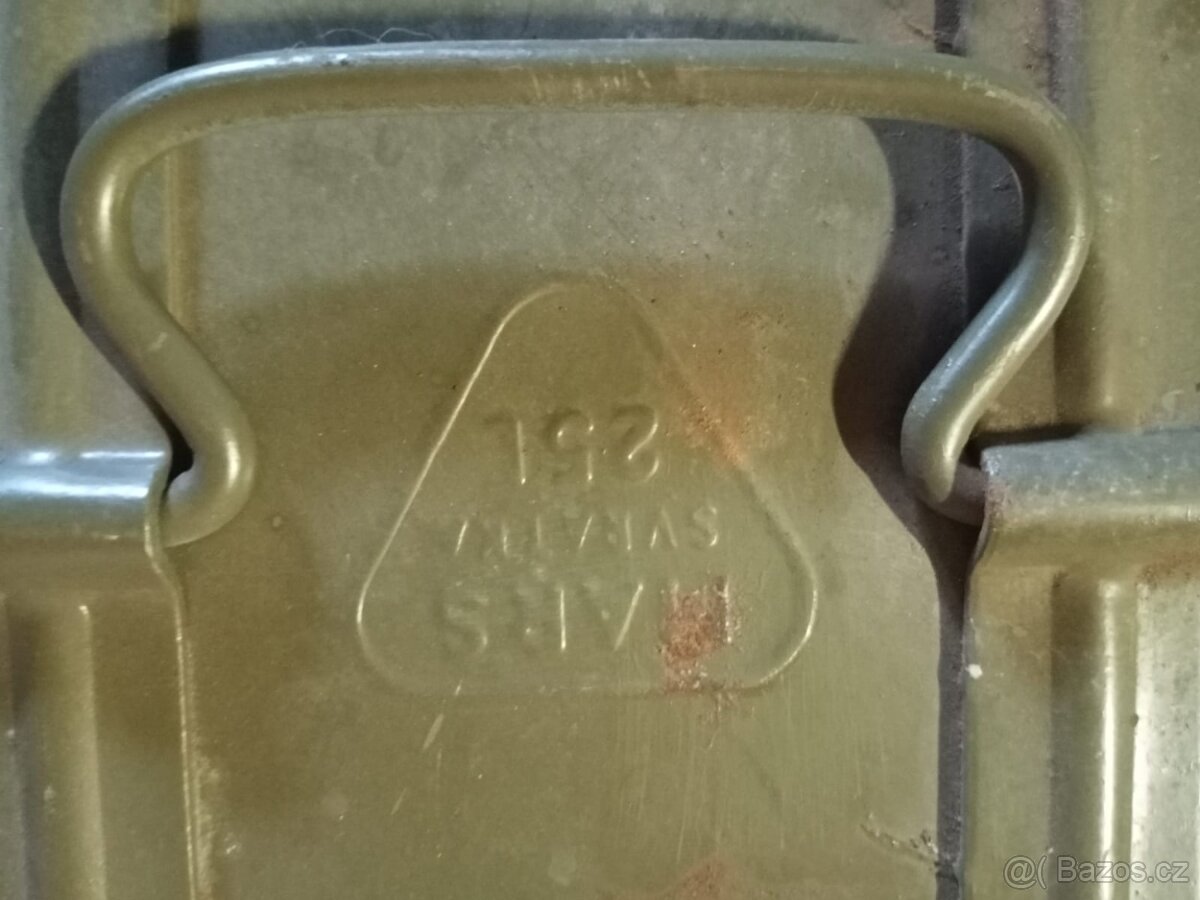 MARS
SVRATKA
25L
@( Bazos.cz